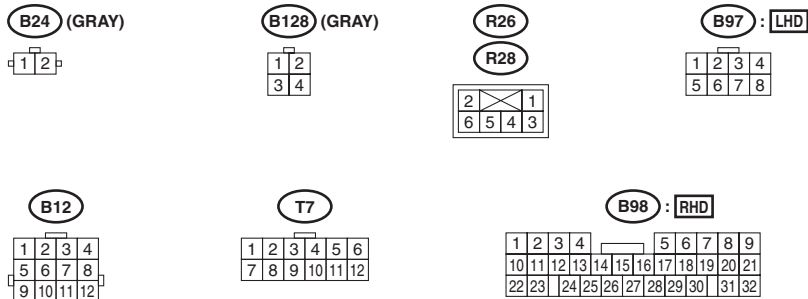 B24 (GRAY) B128 (GRAY) R26 B97 : LHD
R28
1 2 1 2 1 2 3 4
3 4 5 6 7 8
2 1
6 5 4 3
B12 T7 B98 : RHD
1 2 3 4 1 2 3 4 5 6 1 2 3 4 5 6 7 8 9
5 6 7 8 7 8 9 10 11 12 10 11 12 13 14 15 16 17 18 19 20 21
9 10 11 12 22 23 24 25 26 27 28 29 30 31 32